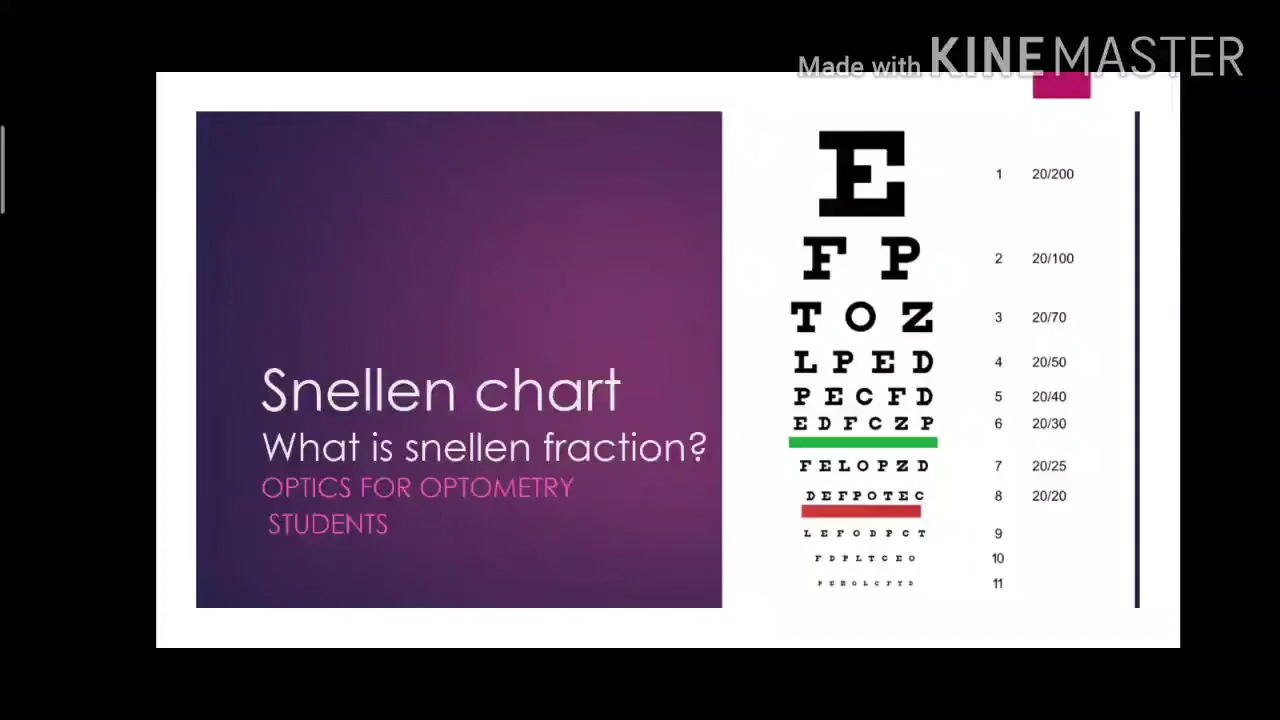 Made with KINEMASTER
Snellen chart
What is snellen fraction?
OPTICS FOR OPTOMETRY
STUDENTS
E 1 20/200
F P 2 20/100
T O Z 3 20/70
L P E D 4 20/50
P E C F D 5 20/40
E D F C Z P 6 20/30
F E L O P Z D 7 20/25
D E F P O T E C 8 20/20
L E F O D P C T 9
F D P L T C E O 10
11